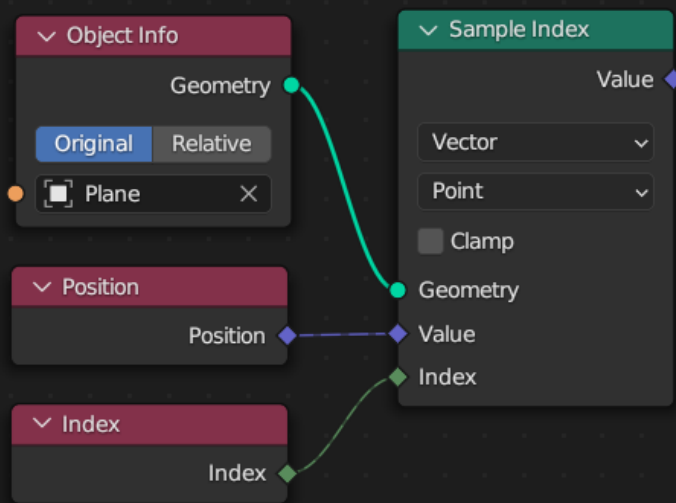 Object Info
Geometry
Original Relative
Plane
Position
Position
Index
Index
Sample Index
Value
Vector
Point
Clamp
Geometry
Value
Index